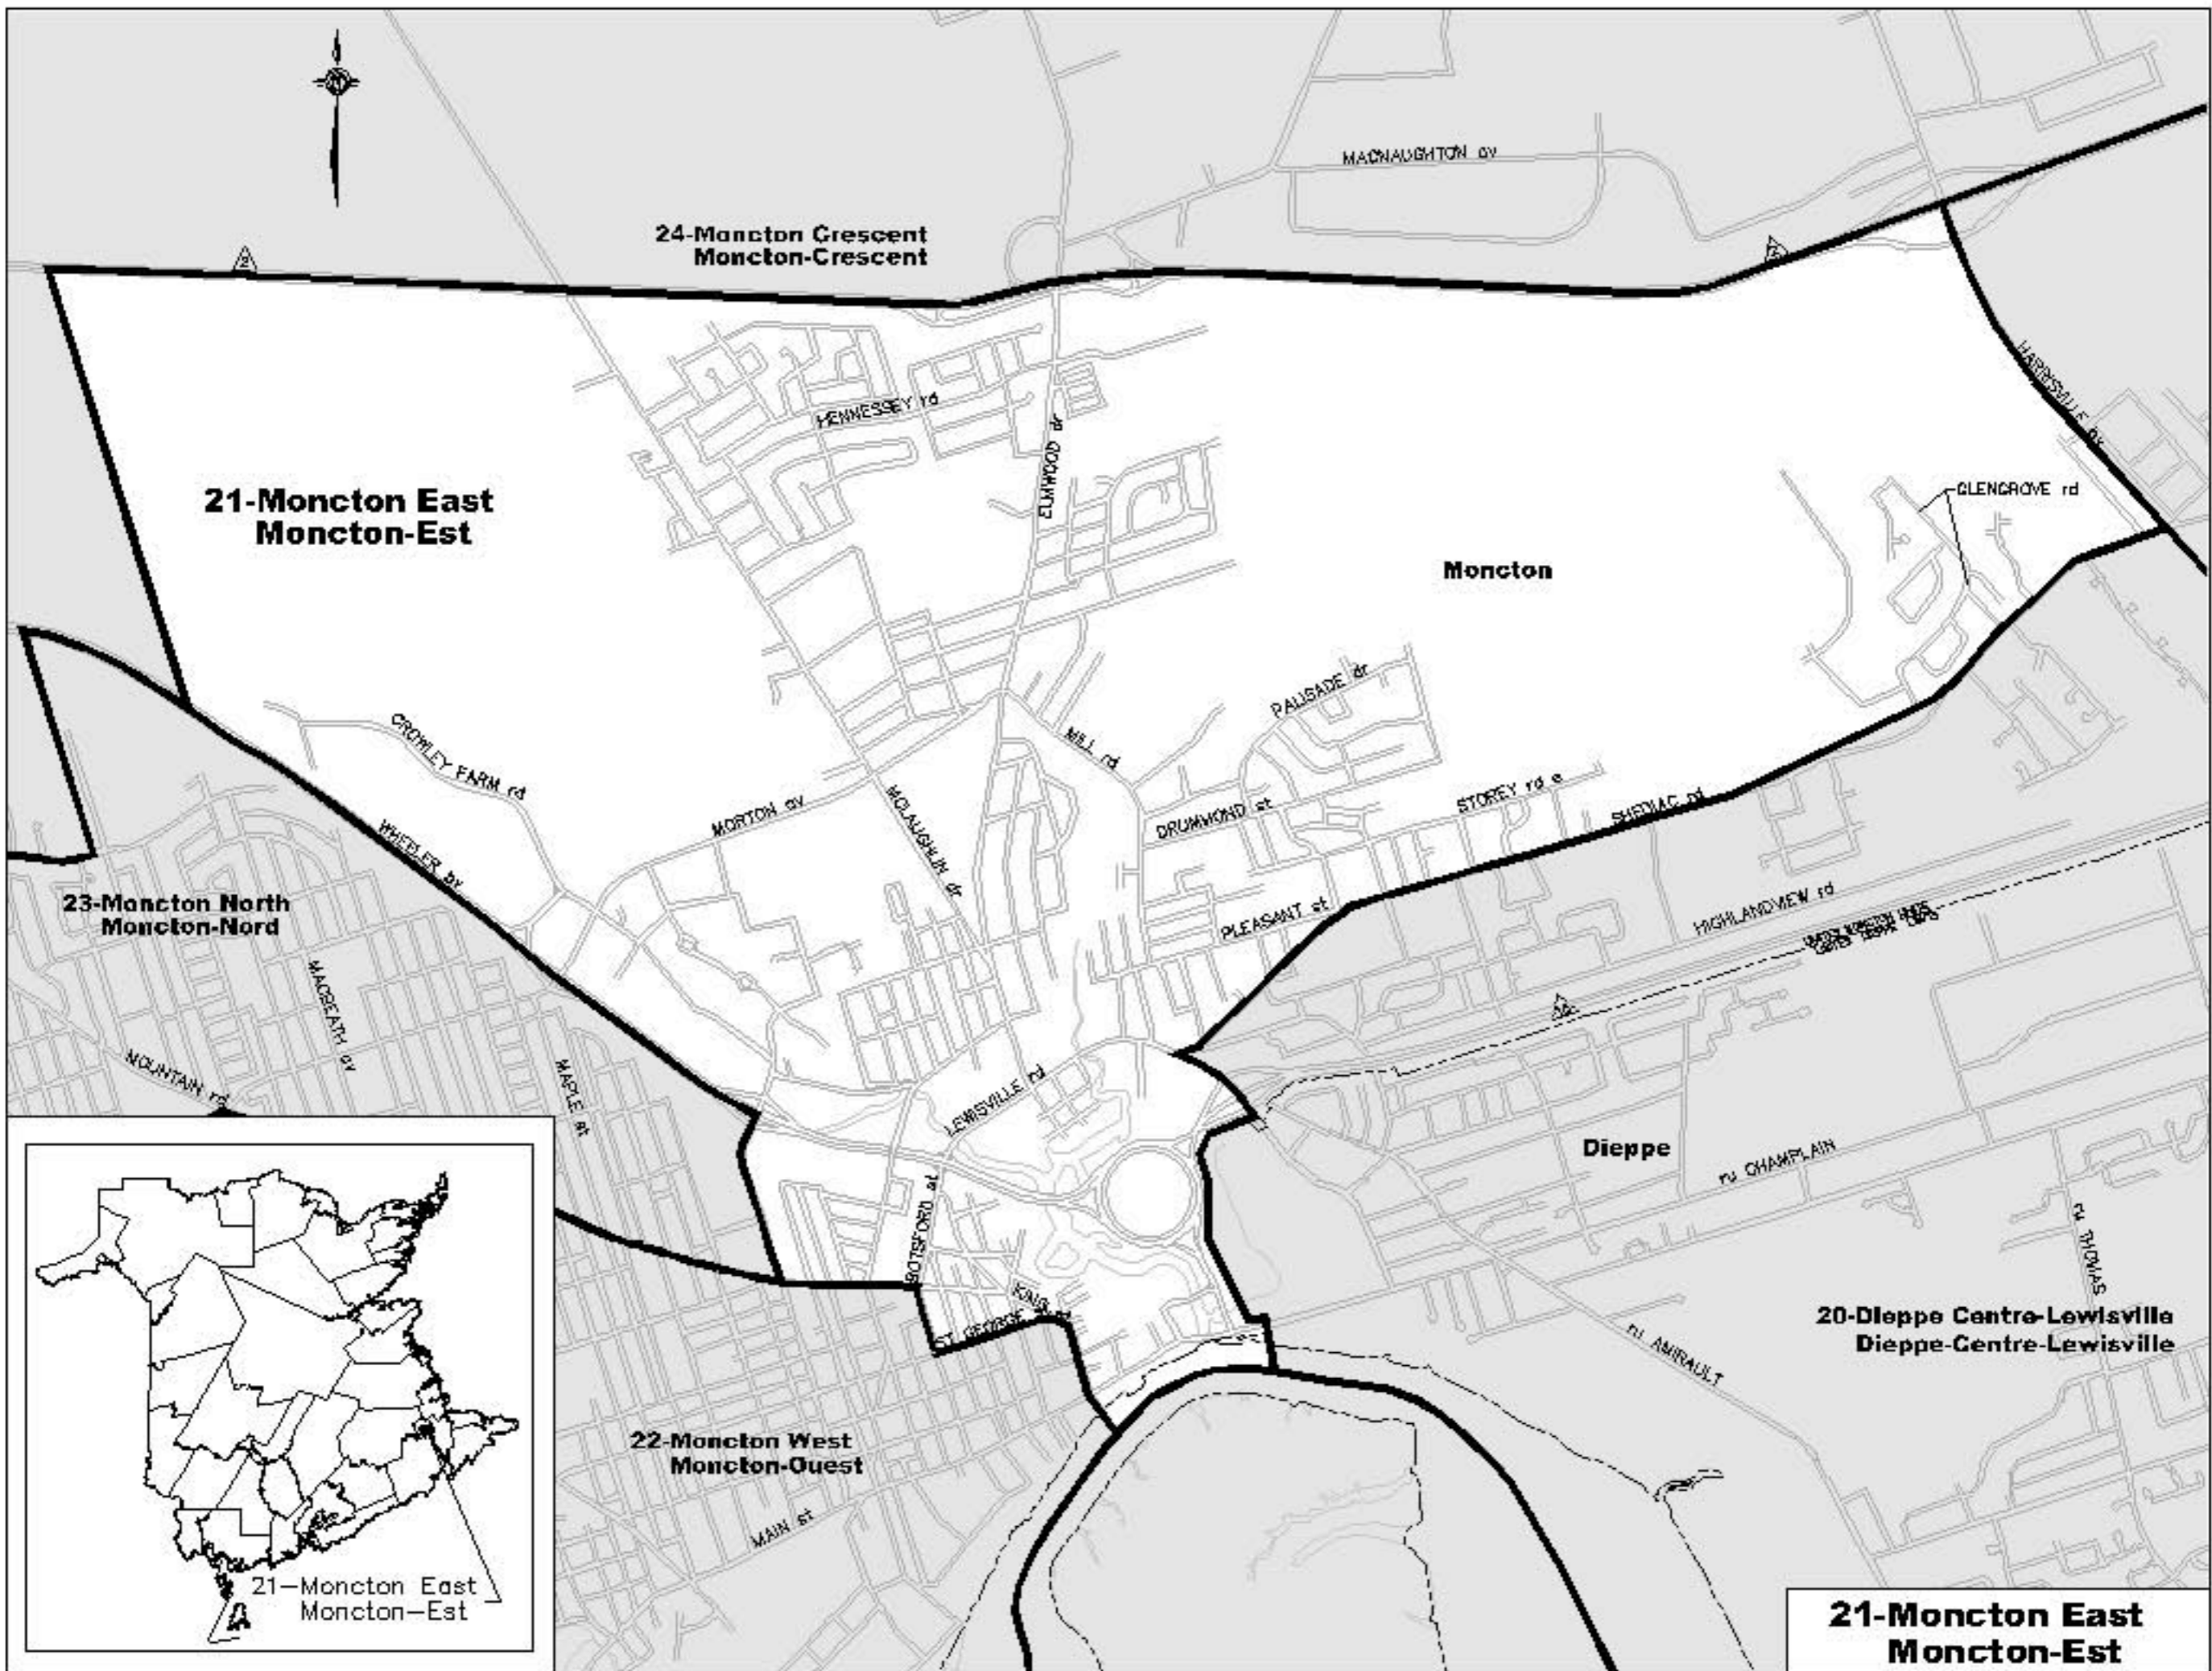 MACNAUGHTON av
24-Moncton Crescent
Moncton-Crescent
2
HARRISVILLE bv
HENNESSEY rd
ELMWOOD dr
21-Moncton East
Moncton-Est
GLENGROVE rd
Moncton
PALISADE dr
CROWLEY FARM rd
MILL rd
MORTON av
MCLAUGHLIN dr
DRUMMOND st
STOREY rd e
SHEDIAC rd
WHEELER bv
23-Moncton North
Moncton-Nord
PLEASANT st
HIGHLANDVIEW rd
MACBEATH av
MOUNTAIN rd
MAPLE st
LEWISVILLE rd
Dieppe
ru CHAMPLAIN
BOTSFORD st
ru THOMAS
KING st
ST GEORGE
20-Dieppe Centre-Lewisville
Dieppe-Centre-Lewisville
ru AMIRAULT
22-Moncton West
Moncton-Ouest
MAIN st
21-Moncton East
Moncton-Est
21-Moncton East
Moncton-Est